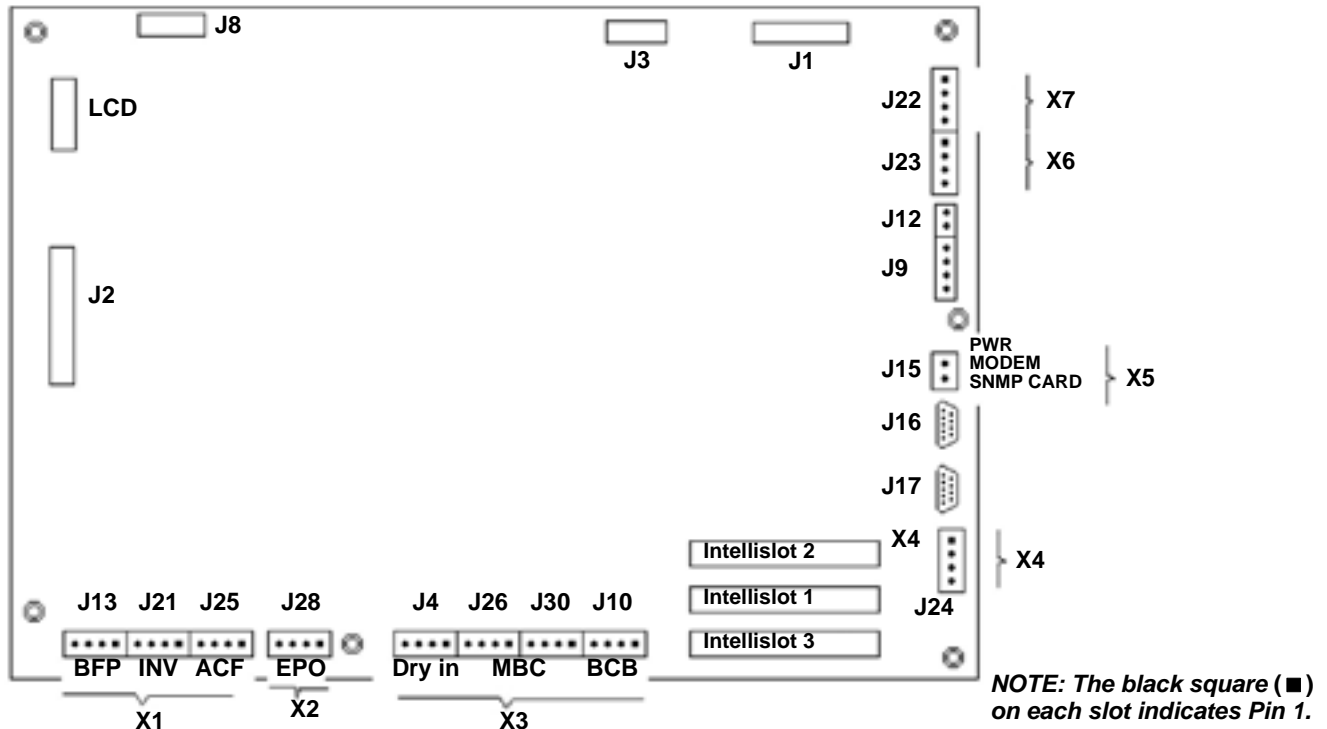 J8
J3
J1
LCD
J22
X7
J23
X6
J12
J9
J2
PWR
J15
MODEM
SNMP CARD
X5
J16
J17
X4
X4
Intellislot 2
Intellislot 1
Intellislot 3
J24
J13 J21 J25 J28 J4 J26 J30 J10
BFP INV ACF EPO Dry in MBC BCB
X1 X2 X3
NOTE: The black square (■)
on each slot indicates Pin 1.